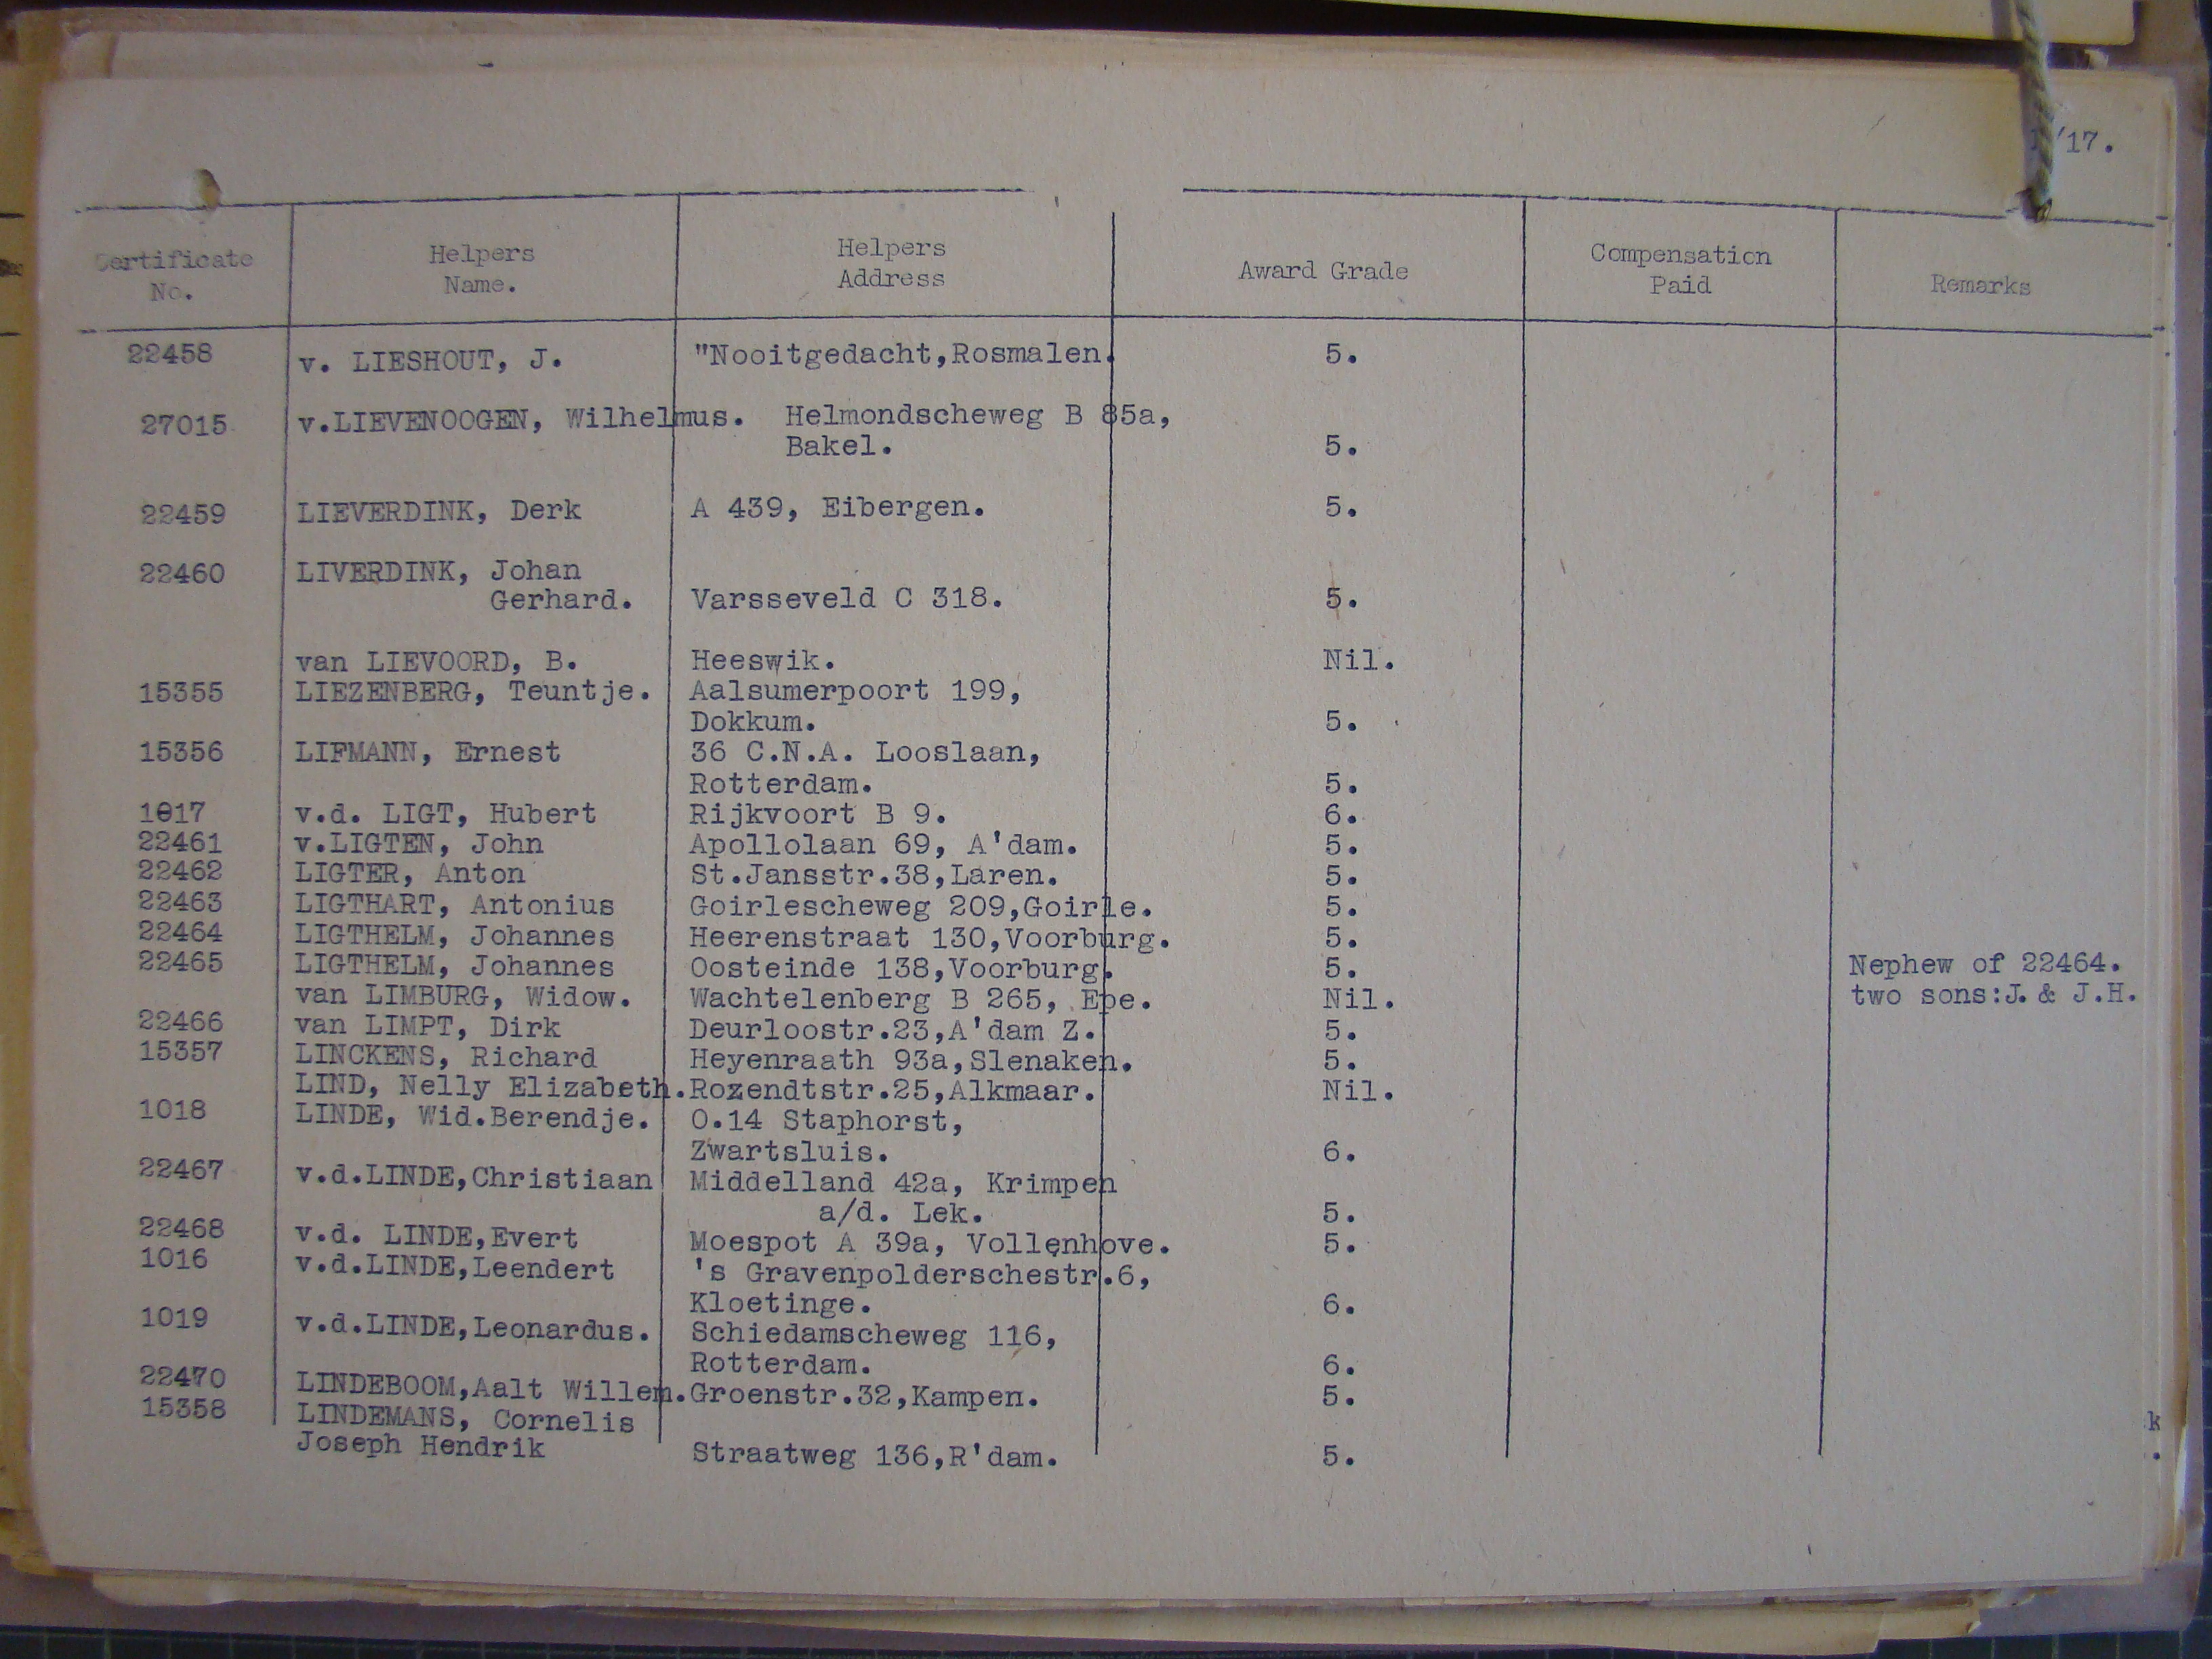 /17.
Certificate No. Helpers Name. Helpers Address Award Grade Compensation Paid Remarks
22458 v. LIESHOUT, J. "Nooitgedacht,Rosmalen. 5.
27015 v.LIEVENOOGEN, Wilhelmus. Helmondscheweg B 85a,
Bakel. 5.
22459 LIEVERDINK, Derk A 439, Eibergen. 5.
22460 LIVERDINK, Johan
Gerhard. Varsseveld C 318. 5.
van LIEVOORD, B. Heeswik. Nil.
15355 LIEZENBERG, Teuntje. Aalsumerpoort 199,
Dokkum. 5.
15356 LIFMANN, Ernest 36 C.N.A. Looslaan,
Rotterdam. 5.
1017 v.d. LIGT, Hubert Rijkvoort B 9. 6.
22461 v.LIGTEN, John Apollolaan 69, A'dam. 5.
22462 LIGTER, Anton St.Jansstr.38,Laren. 5.
22463 LIGTHART, Antonius Goirlescheweg 209,Goirle. 5.
22464 LIGTHELM, Johannes Heerenstraat 130,Voorburg. 5.
22465 LIGTHELM, Johannes Oosteinde 138,Voorburg. 5. Nephew of 22464.
van LIMBURG, Widow. Wachtelenberg B 265, Epe. Nil. two sons:J. & J.H.
22466 van LIMPT, Dirk Deurloostr.23,A'dam Z. 5.
15357 LINCKENS, Richard Heyenraath 93a,Slenaken. 5.
LIND, Nelly Elizabeth. Rozendtstr.25,Alkmaar. Nil.
1018 LINDE, Wid.Berendje. O.14 Staphorst,
Zwartsluis. 6.
22467 v.d.LINDE,Christiaan Middelland 42a, Krimpen
a/d. Lek. 5.
22468 v.d. LINDE,Evert Moespot A 39a, Vollenhove. 5.
1016 v.d.LINDE,Leendert 's Gravenpolderschestr.6,
Kloetinge. 6.
1019 v.d.LINDE,Leonardus. Schiedamscheweg 116,
Rotterdam. 6.
22470 LINDEBOOM,Aalt Willem. Groenstr.32,Kampen. 5.
15358 LINDEMANS, Cornelis
Joseph Hendrik Straatweg 136,R'dam. 5.